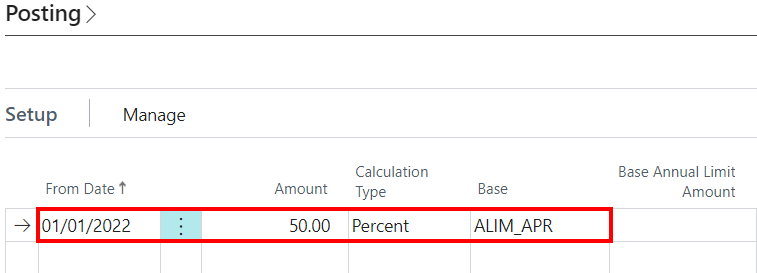 Posting
Setup Manage
From Date Amount Calculation Type Base Base Annual Limit Amount
01/01/2022 50.00 Percent ALIM_APR